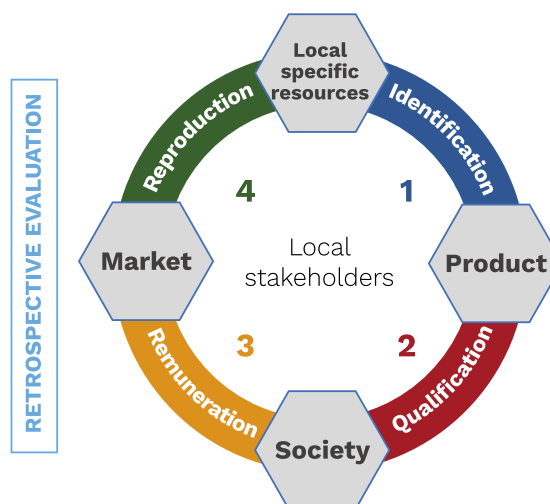 Local
specific
resources
Reproduction
Identification
4
1
RETROSPECTIVE EVALUATION
Market
Local
stakeholders
Product
3
2
Remuneration
Qualification
Society